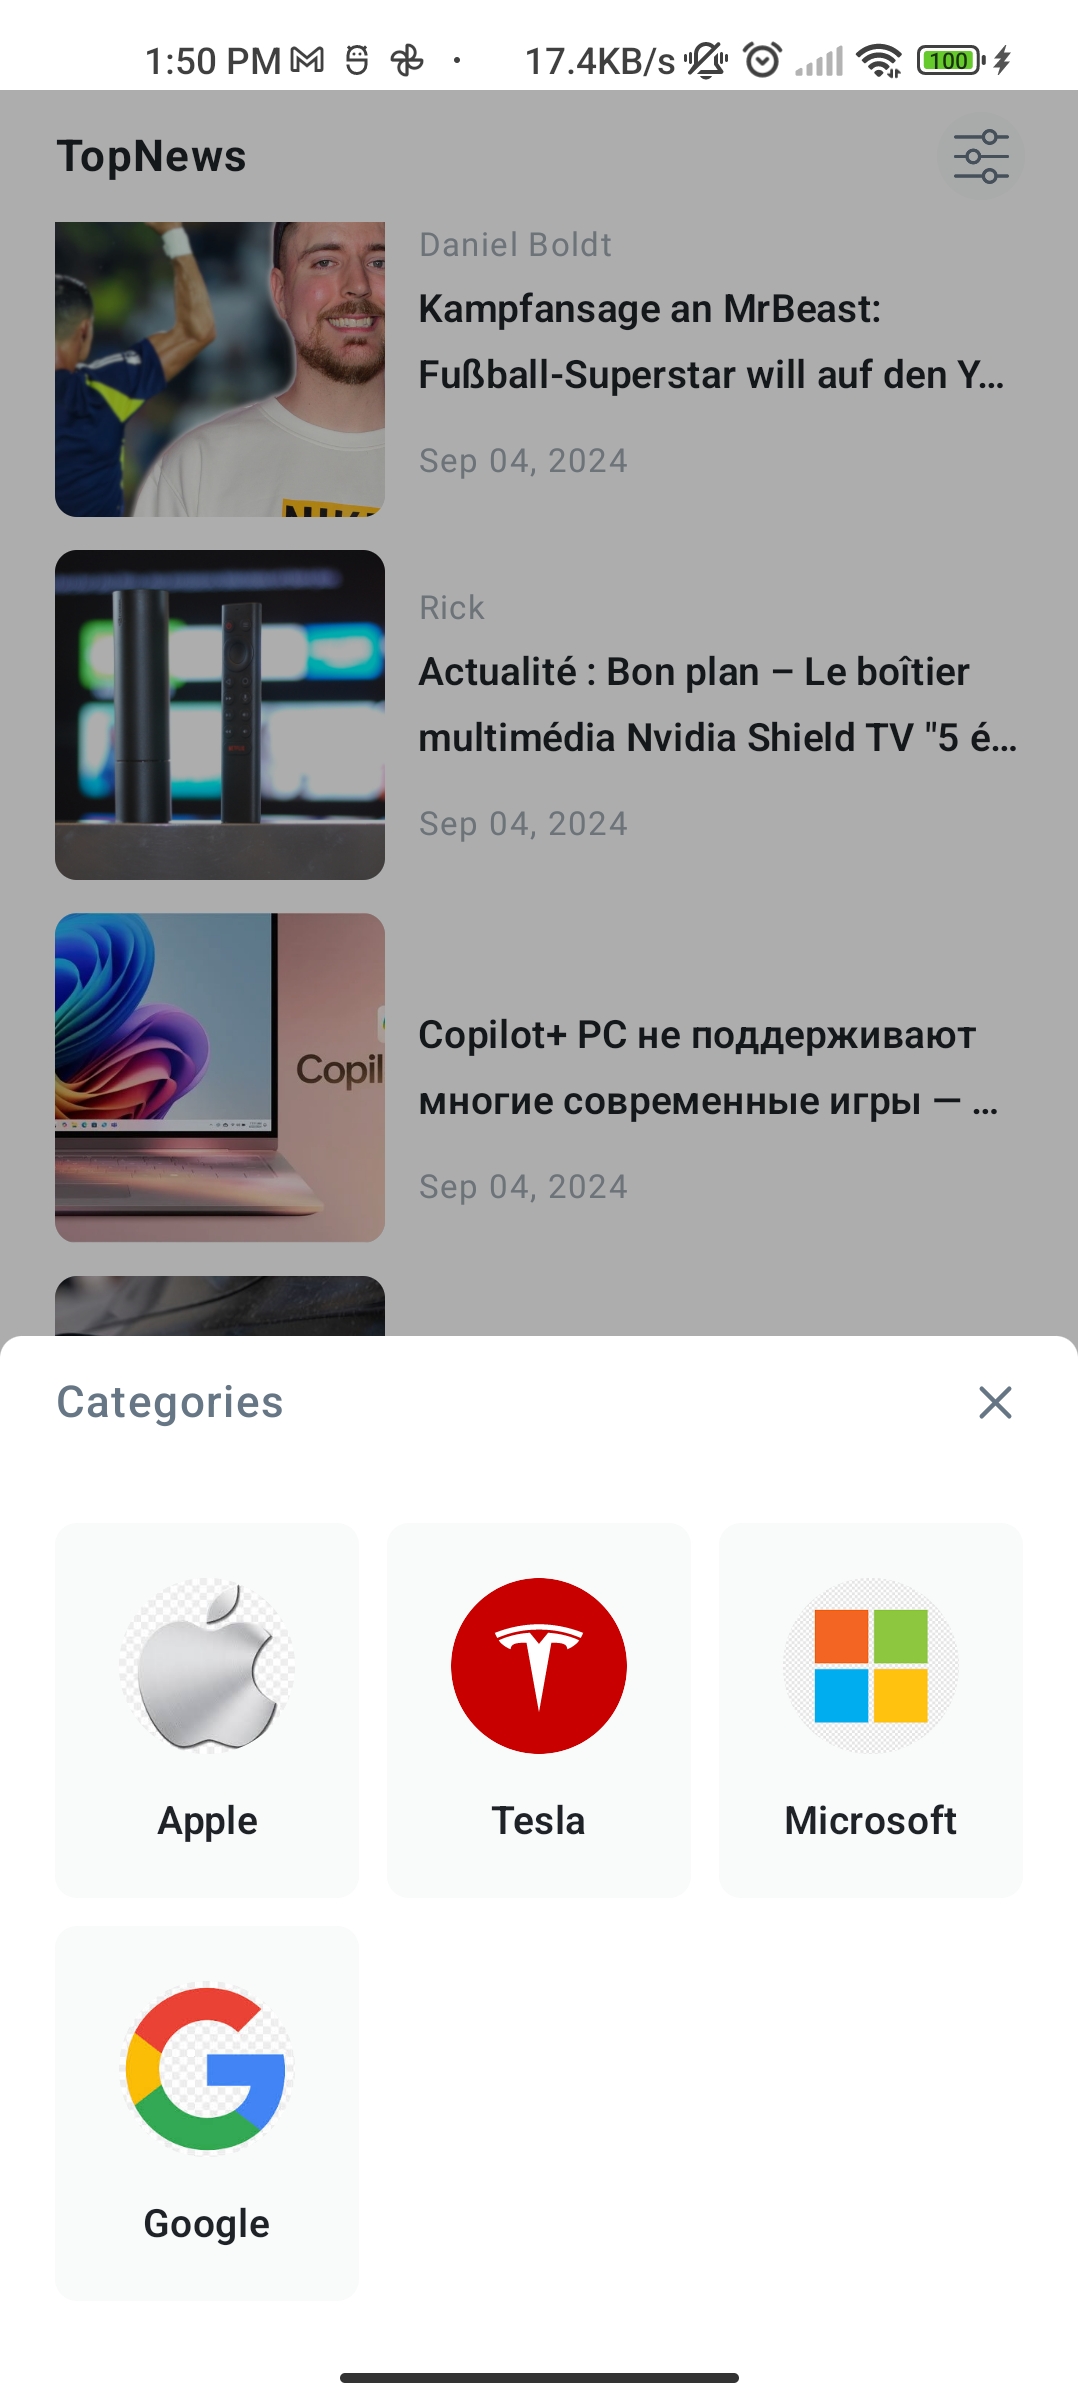 1:50 PM 17.4KB/s 100
TopNews
Daniel Boldt
Kampfansage an MrBeast:
Fußball-Superstar will auf den Y...
Sep 04, 2024
Rick
Actualité : Bon plan – Le boîtier
multimédia Nvidia Shield TV "5 é...
Sep 04, 2024
Copil
Copilot+ PC не поддерживают
многие современные игры — ...
Sep 04, 2024
Categories
Apple
Tesla
Microsoft
Google